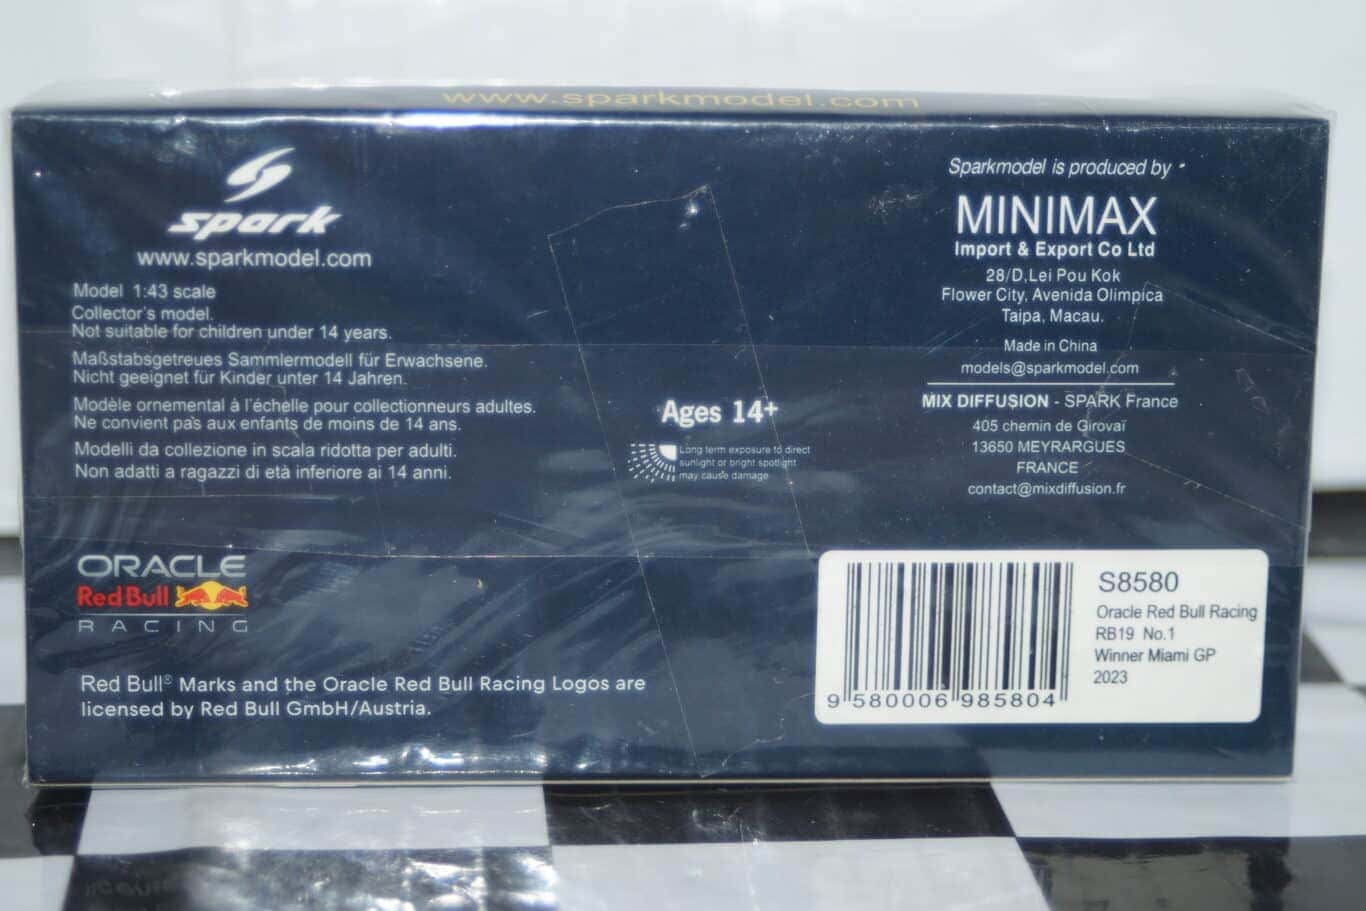 www.sparkmodel.com
spark
www.sparkmodel.com
Model 1:43 scale
Collector's model.
Not suitable for children under 14 years.
Maßstabsgetreues Sammlermodell für Erwachsene.
Nicht geeignet für Kinder unter 14 Jahren.
Modèle ornemental à l'échelle pour collectionneurs adultes.
Ne convient pas aux enfants de moins de 14 ans.
Modelli da collezione in scala ridotta per adulti.
Non adatti a ragazzi di età inferiore ai 14 anni.
ORACLE
Red Bull
RACING
Red Bull® Marks and the Oracle Red Bull Racing Logos are
licensed by Red Bull GmbH/Austria.
Ages 14+
Long term exposure to direct
sunlight or bright spotlight
may cause damage
Sparkmodel is produced by
MINIMAX
Import & Export Co Ltd
28/D,Lei Pou Kok
Flower City, Avenida Olimpica
Taipa, Macau.
Made in China
models@sparkmodel.com
MIX DIFFUSION - SPARK France
405 chemin de Girovaï
13650 MEYRARGUES
FRANCE
contact@mixdiffusion.fr
9 580006 985804
S8580
Oracle Red Bull Racing
RB19 No.1
Winner Miami GP
2023